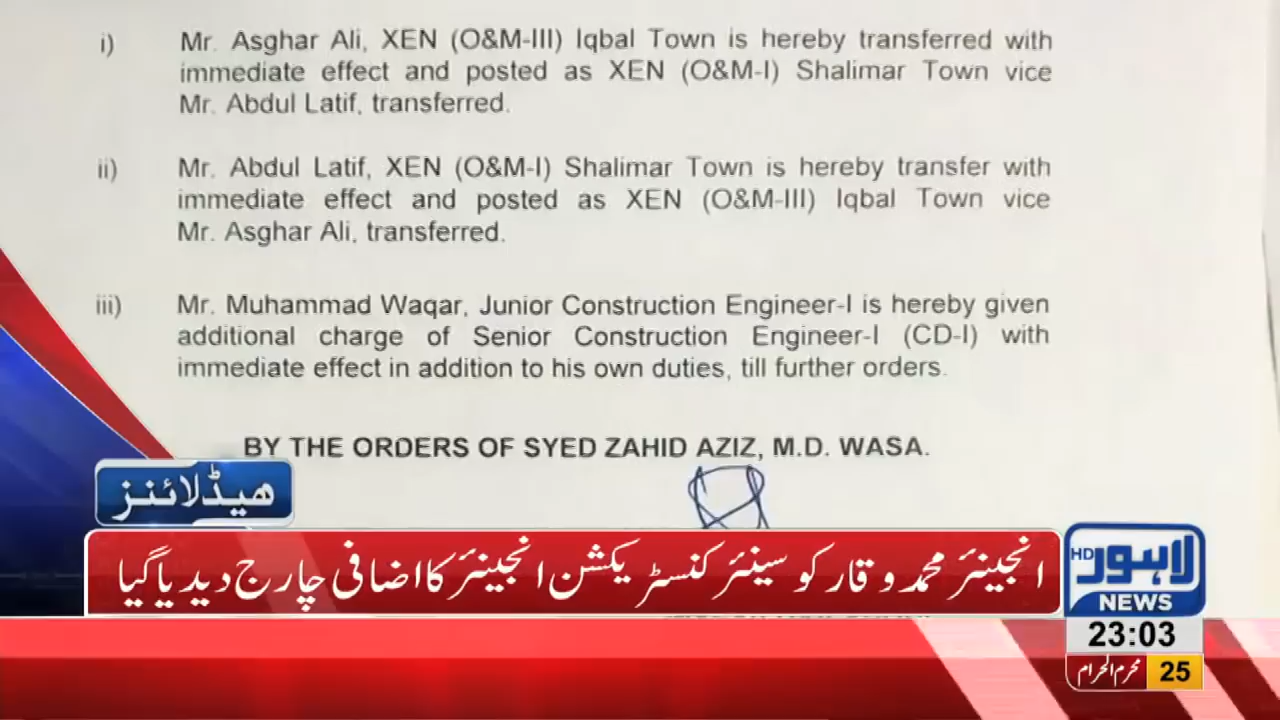 i) Mr. Asghar Ali, XEN (O&M-III) Iqbal Town is hereby transferred with
immediate effect and posted as XEN (O&M-I) Shalimar Town vice
Mr. Abdul Latif, transferred.
ii) Mr. Abdul Latif, XEN (O&M-I) Shalimar Town is hereby transfer with
immediate effect and posted as XEN (O&M-III) Iqbal Town vice
Mr. Asghar Ali, transferred.
iii) Mr. Muhammad Waqar, Junior Construction Engineer-I is hereby given
additional charge of Senior Construction Engineer-I (CD-I) with
immediate effect in addition to his own duties, till further orders.
BY THE ORDERS OF SYED ZAHID AZIZ, M.D. WASA.
ھیڈلائنز
انجینئر محمد وقار کو سینئر کنسٹریکشن انجینئر کا اضافی چارج دیدیا گیا
HD لاہور
NEWS
23:03
25 محرم الحرام